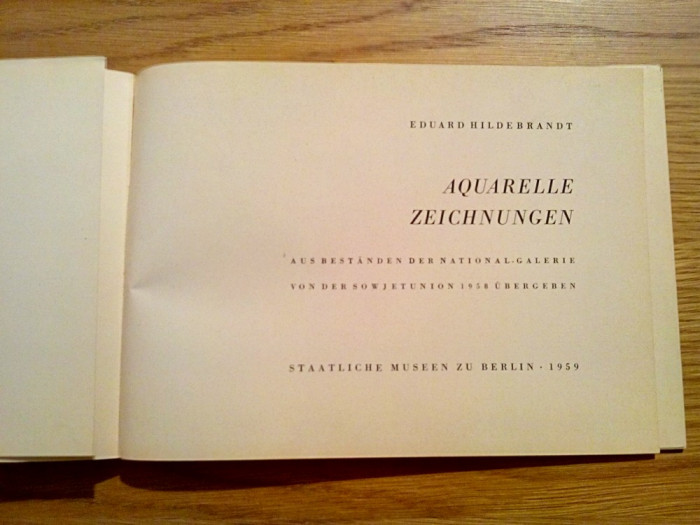 EDUARD HILDEBRANDT
AQUARELLE
ZEICHNUNGEN
AUS BESTÄNDEN DER NATIONAL-GALERIE
VON DER SOWJETUNION 1958 ÜBERGEBEN
STAATLICHE MUSEEN ZU BERLIN · 1959